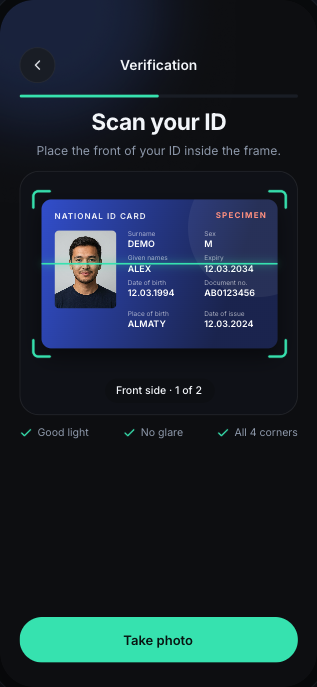 Verification
Scan your ID
Place the front of your ID inside the frame.
NATIONAL ID CARD SPECIMEN
Surname Sex
DEMO M
Given names Expiry
ALEX 12.03.2034
Date of birth Document no.
12.03.1994 AB0123456
Place of birth Date of issue
ALMATY 12.03.2024
Front side · 1 of 2
Good light No glare All 4 corners
Take photo